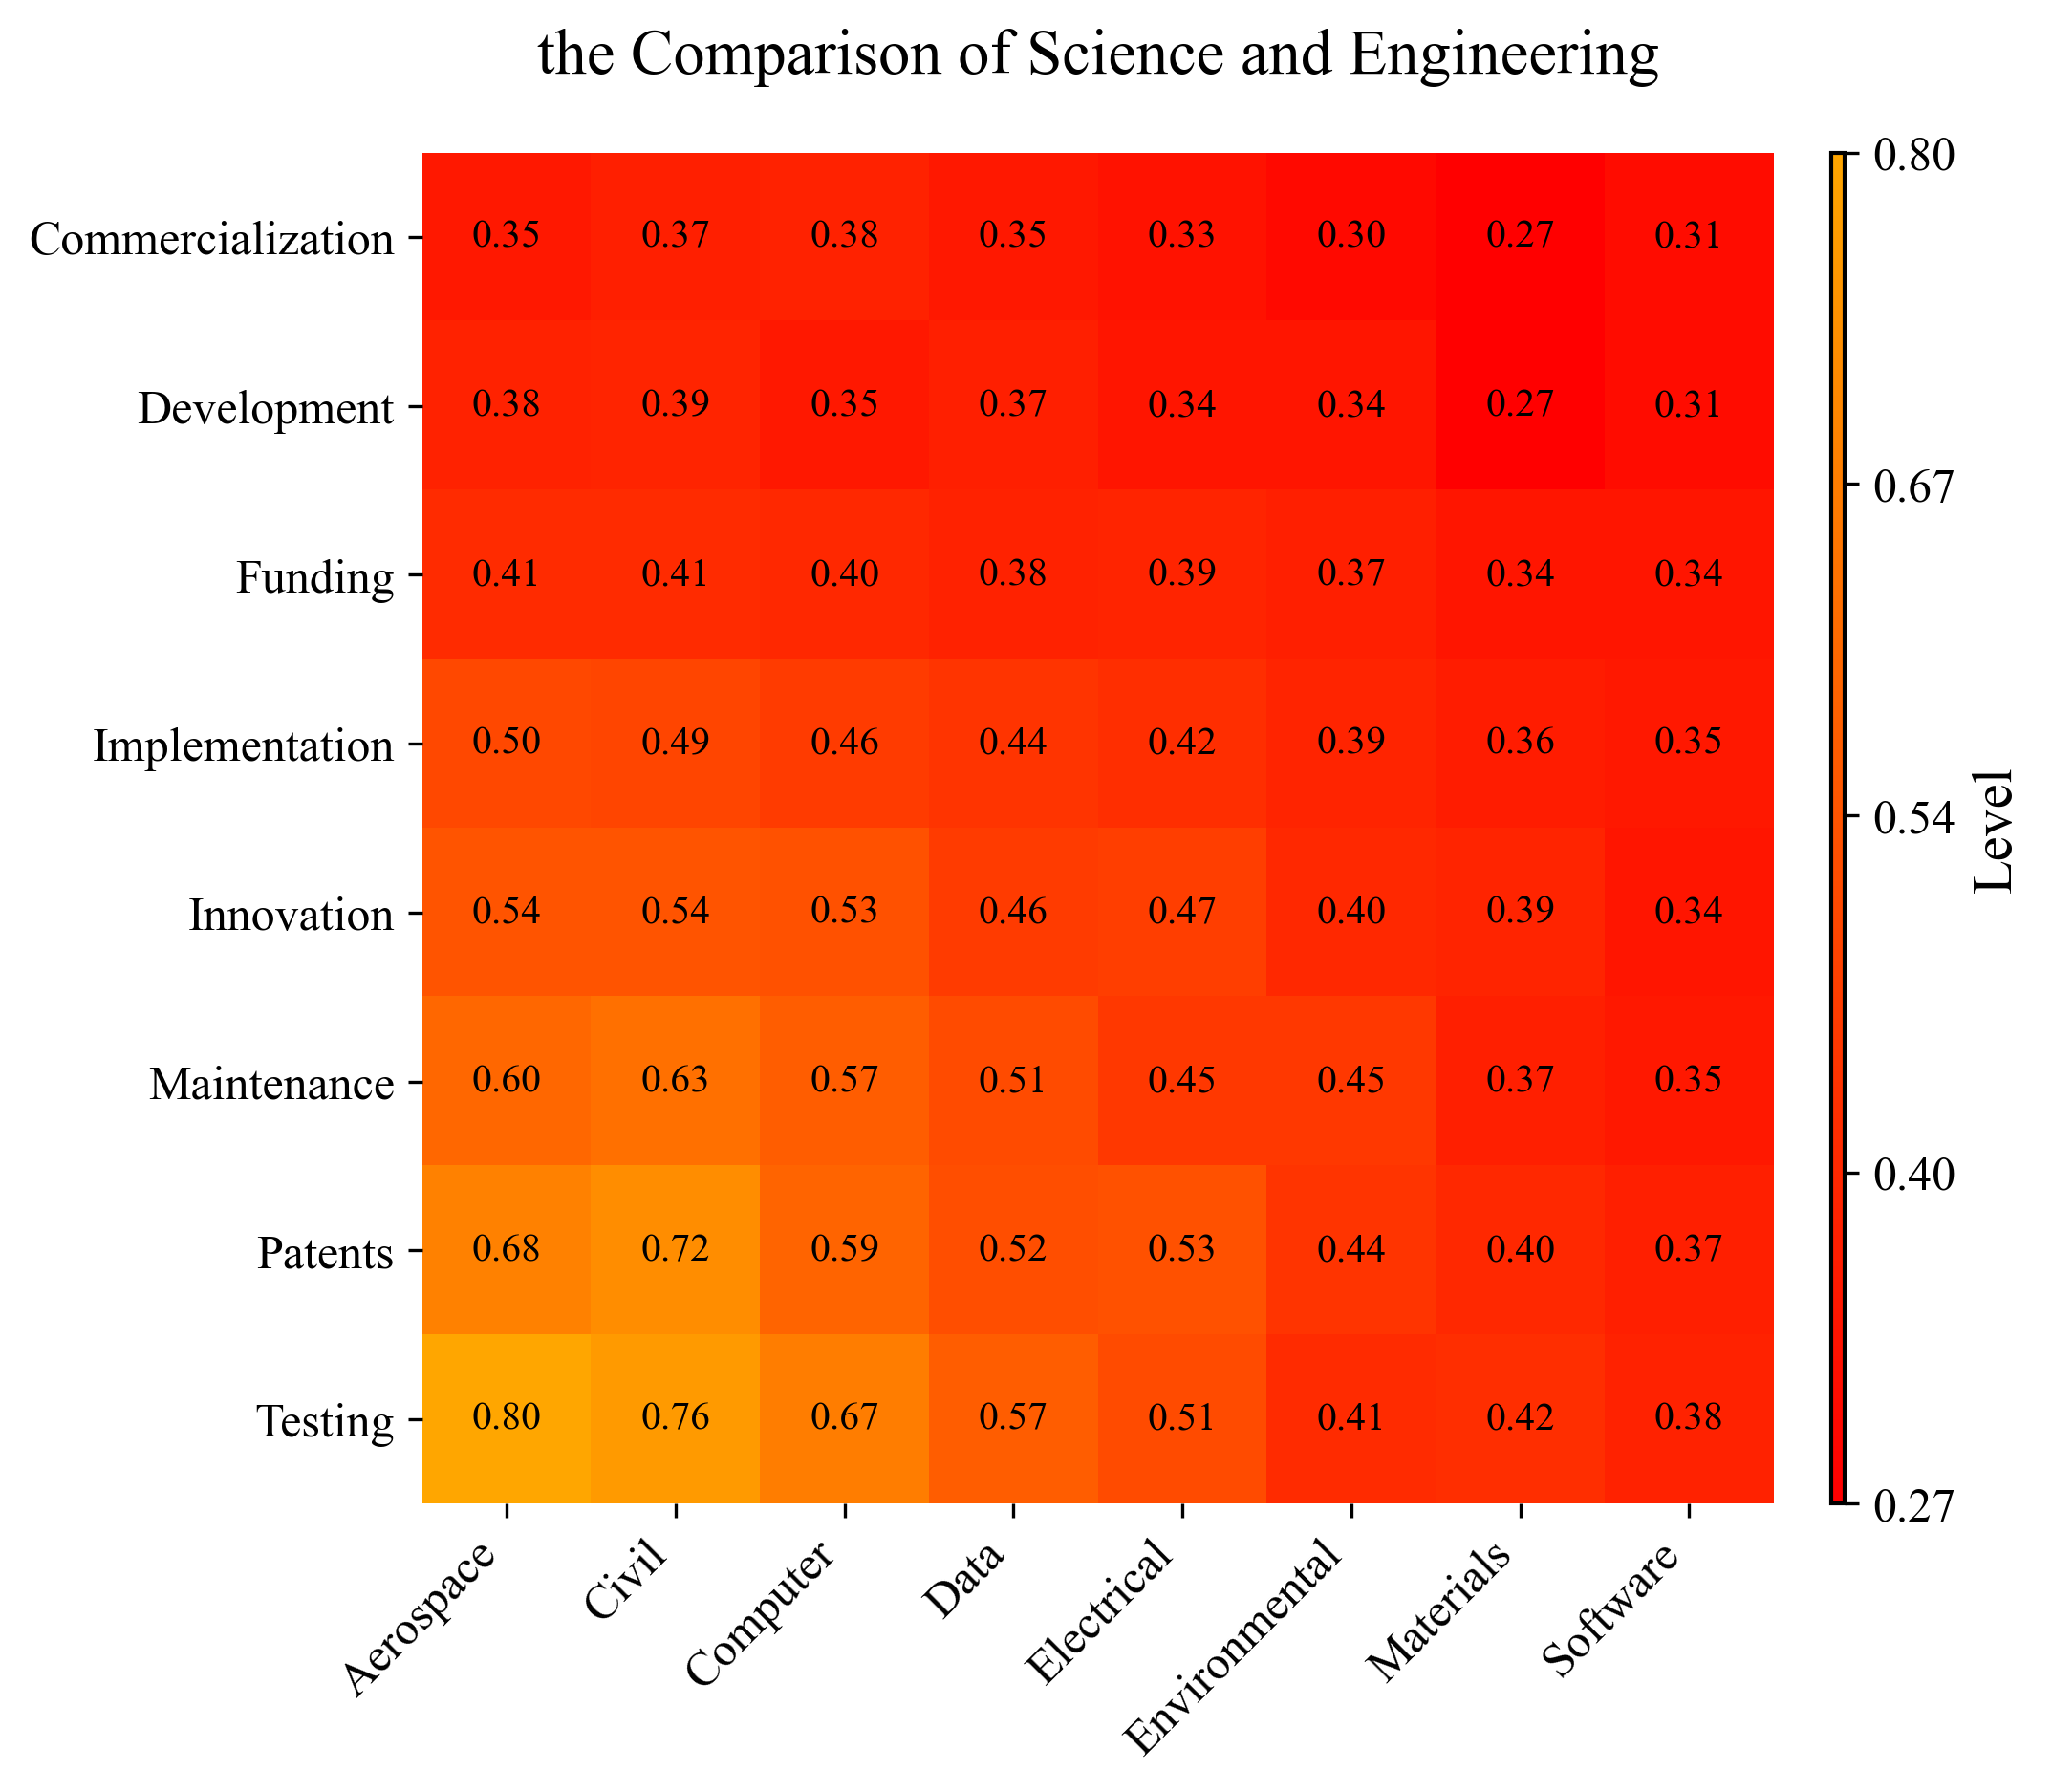 the Comparison of Science and Engineering
Commercialization 0.35 0.37 0.38 0.35 0.33 0.30 0.27 0.31
Development 0.38 0.39 0.35 0.37 0.34 0.34 0.27 0.31
Funding 0.41 0.41 0.40 0.38 0.39 0.37 0.34 0.34
Implementation 0.50 0.49 0.46 0.44 0.42 0.39 0.36 0.35
Innovation 0.54 0.54 0.53 0.46 0.47 0.40 0.39 0.34
Maintenance 0.60 0.63 0.57 0.51 0.45 0.45 0.37 0.35
Patents 0.68 0.72 0.59 0.52 0.53 0.44 0.40 0.37
Testing 0.80 0.76 0.67 0.57 0.51 0.41 0.42 0.38
Aerospace Civil Computer Data Electrical Environmental Materials Software
0.80
0.67
0.54
0.40
0.27
Level